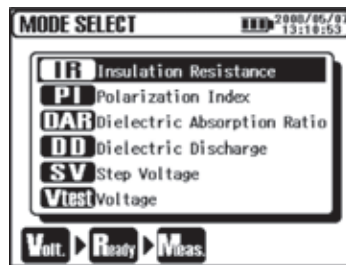 MODE SELECT
2008/05/07
13:10:53
IR Insulation Resistance
PI Polarization Index
DAR Dielectric Absorption Ratio
DD Dielectric Discharge
SV Step Voltage
Vtest Voltage
Volt. Ready Meas.